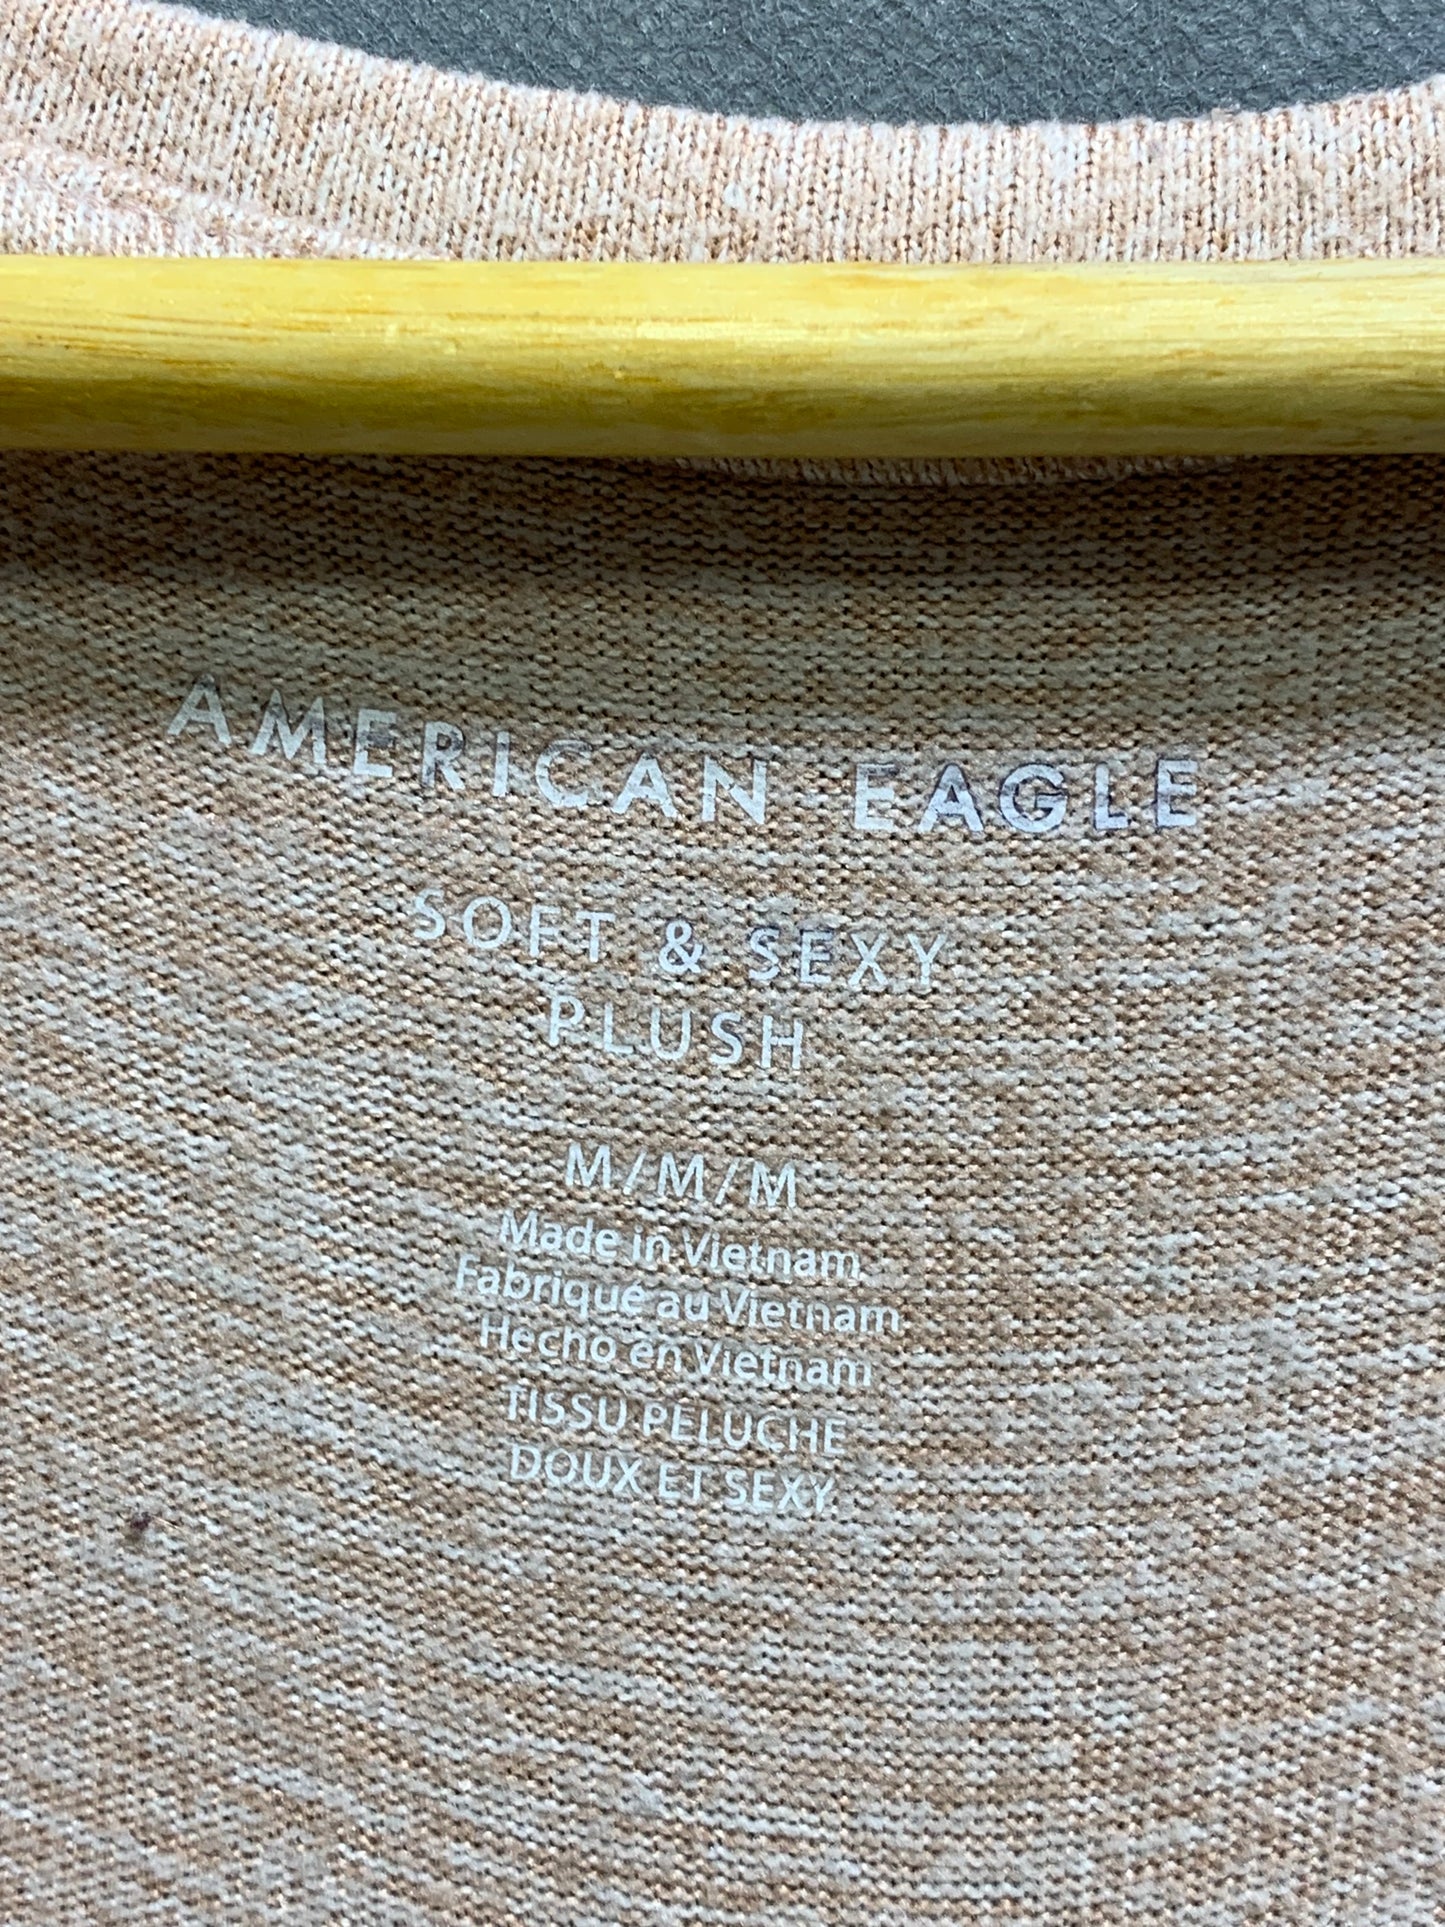 AMERICAN EAGLE
SOFT & SEXY
PLUSH
M/M/M
Made in Vietnam
Fabriqué au Vietnam
Hecho en Vietnam
TISSU PELUCHE
DOUX ET SEXY